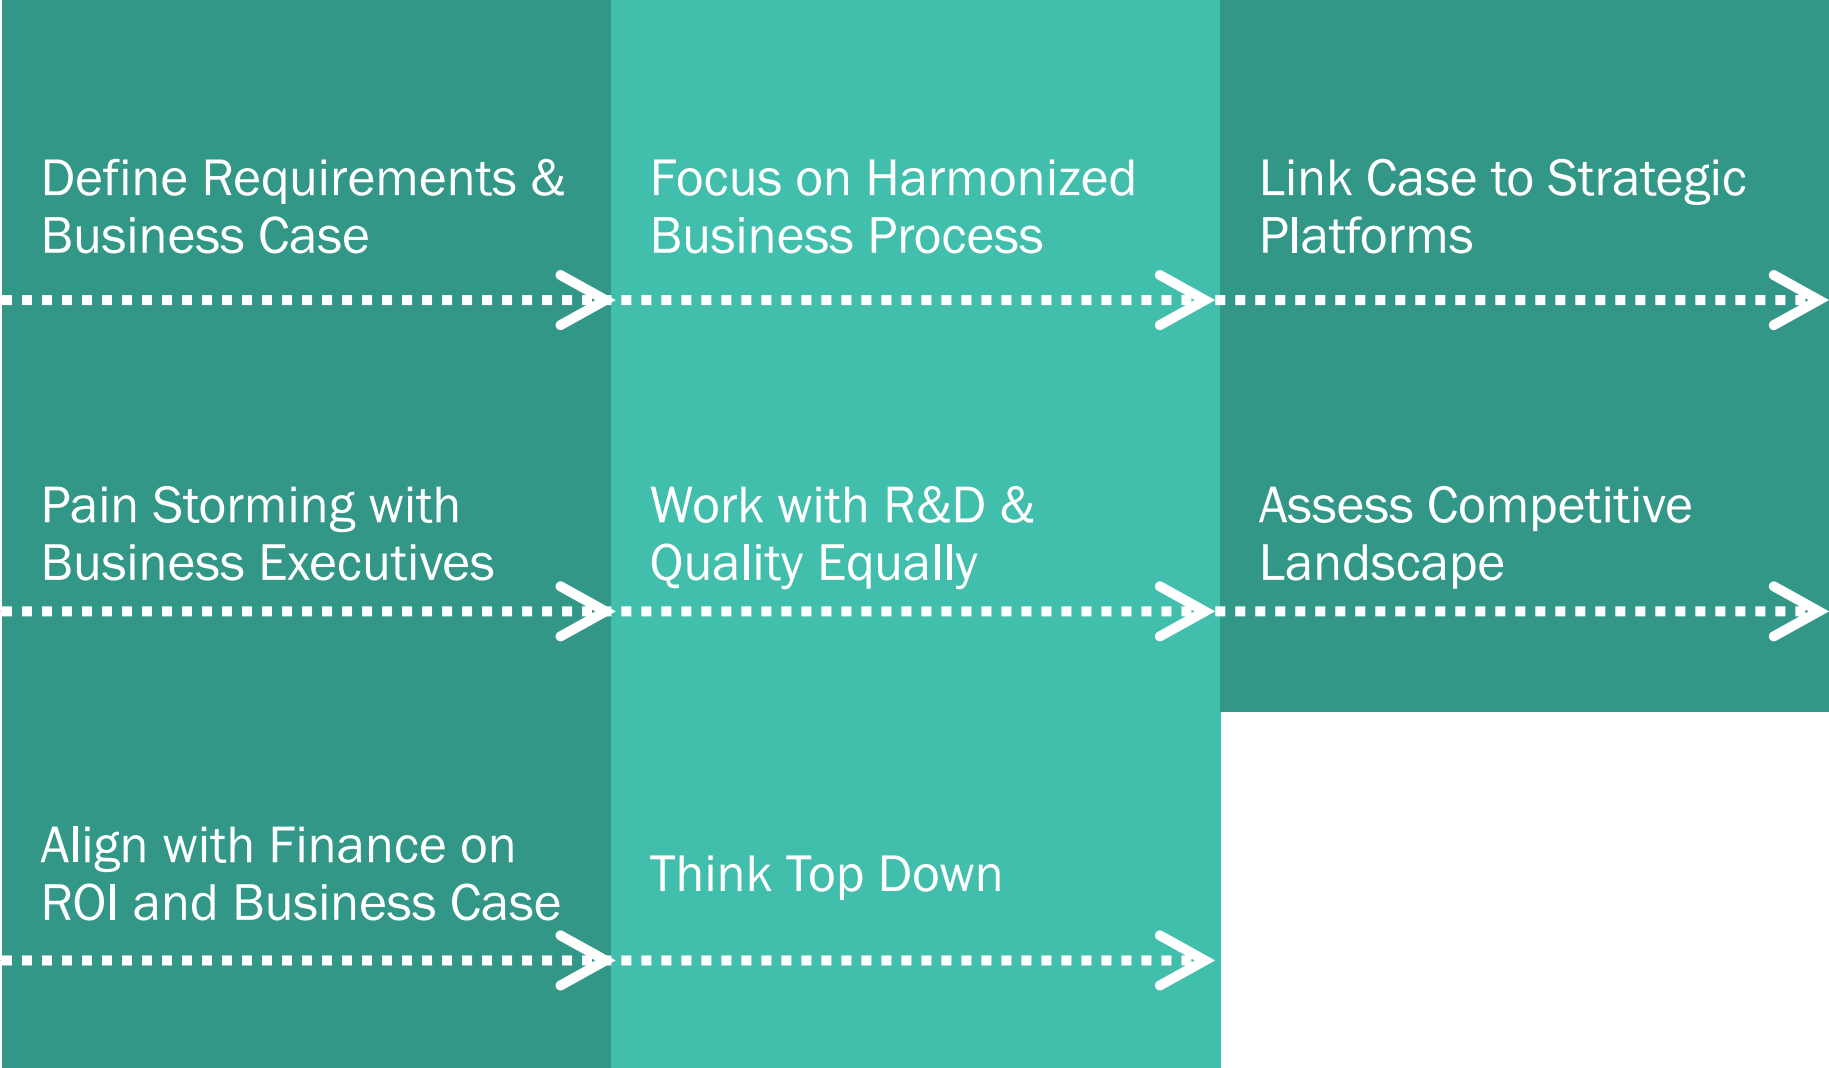 Define Requirements &
Business Case
Focus on Harmonized
Business Process
Link Case to Strategic
Platforms
Pain Storming with
Business Executives
Work with R&D &
Quality Equally
Assess Competitive
Landscape
Align with Finance on
ROI and Business Case
Think Top Down